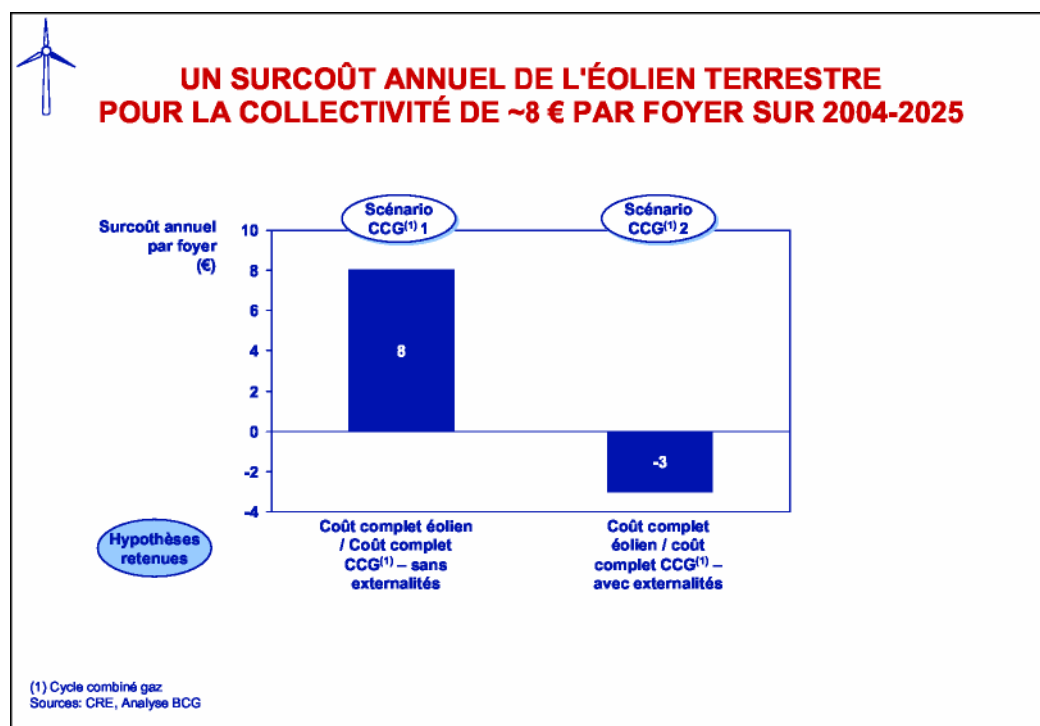 UN SURCOÛT ANNUEL DE L'ÉOLIEN TERRESTRE
POUR LA COLLECTIVITÉ DE ~8 € PAR FOYER SUR 2004-2025
Surcoût annuel
par foyer
(€)
Scénario
CCG(1) 1
Scénario
CCG(1) 2
10
8
6
4
2
0
-2
-4
8
-3
Hypothèses
retenues
Coût complet éolien
/ Coût complet
CCG(1) – sans
externalités
Coût complet
éolien / coût
complet CCG(1) –
avec externalités
(1) Cycle combiné gaz
Sources: CRE, Analyse BCG